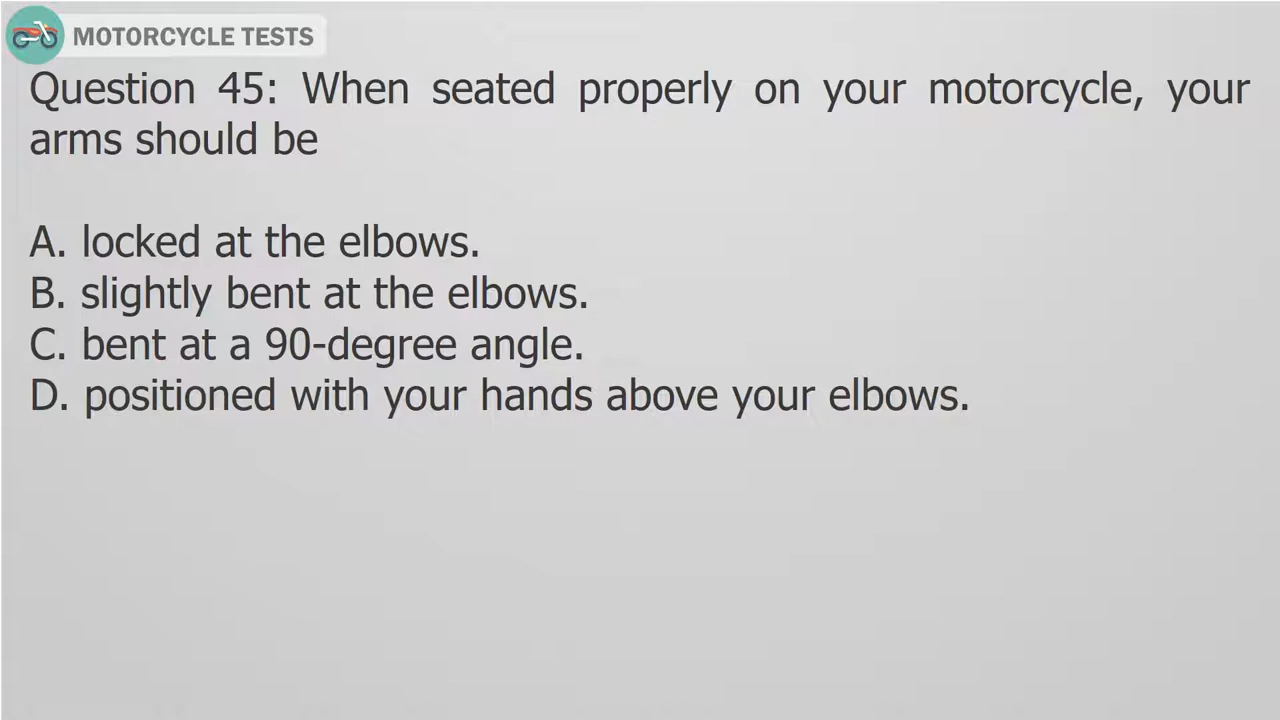 MOTORCYCLE TESTS
Question 45: When seated properly on your motorcycle, your
arms should be
A. locked at the elbows.
B. slightly bent at the elbows.
C. bent at a 90-degree angle.
D. positioned with your hands above your elbows.